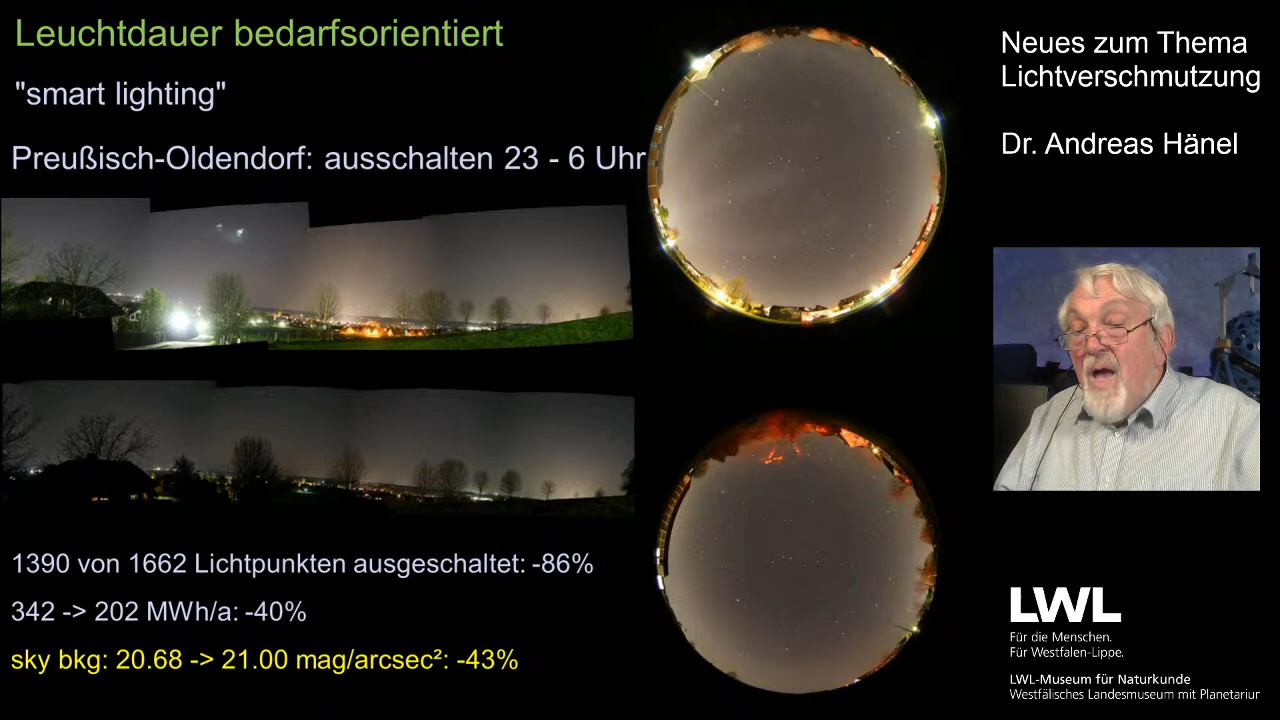 Leuchtdauer bedarfsorientiert
"smart lighting"
Preußisch-Oldendorf: ausschalten 23 - 6 Uhr
1390 von 1662 Lichtpunkten ausgeschaltet: -86%
342 -> 202 MWh/a: -40%
sky bkg: 20.68 -> 21.00 mag/arcsec²: -43%
Neues zum Thema
Lichtverschmutzung
Dr. Andreas Hänel
LWL
Für die Menschen.
Für Westfalen-Lippe.
LWL-Museum für Naturkunde
Westfälisches Landesmuseum mit Planetariur